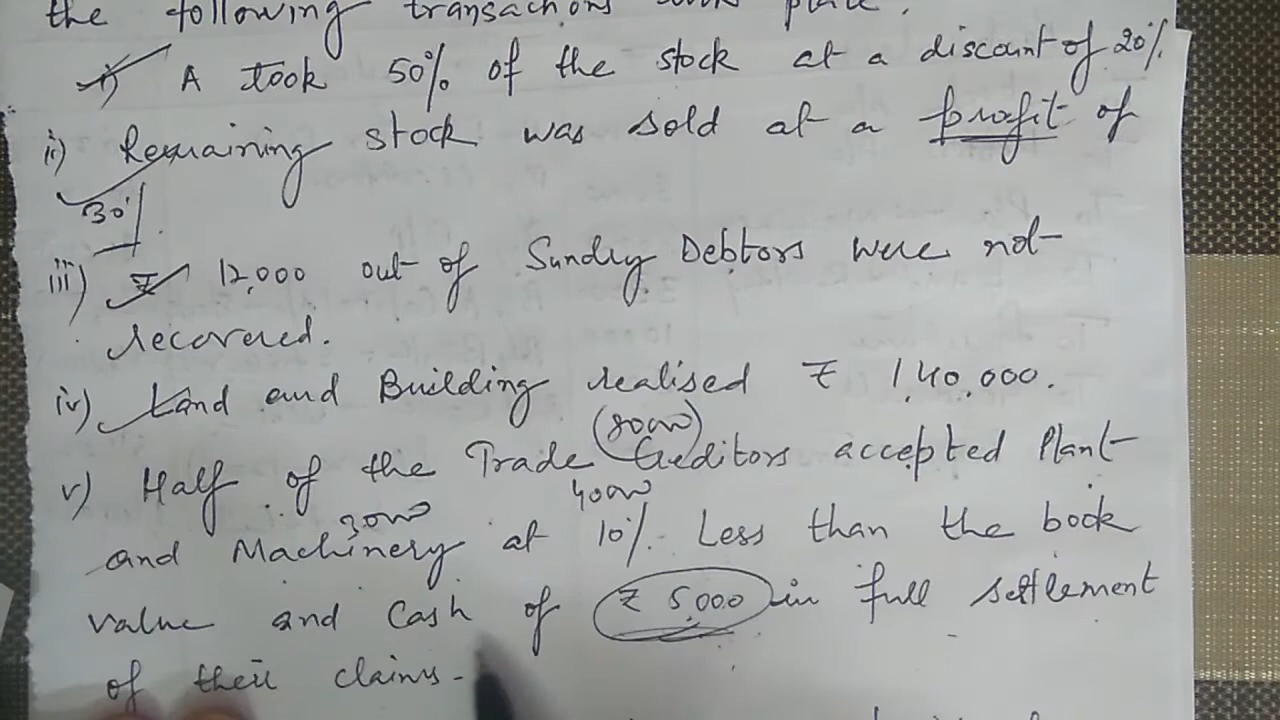 the following transactions took place.
i) A took 50% of the stock at a discount of 20%
ii) Remaining stock was sold at a profit of
30%.
iii) ₹ 12,000 out of Sundry Debtors were not
recovered.
iv) Land and Building realised ₹ 1,40,000.
(80000)
v) Half of the Trade Creditors accepted Plant
30000 40000
and Machinery at 10% Less than the book
value and cash of ₹ 5,000 in full settlement
of their claims.